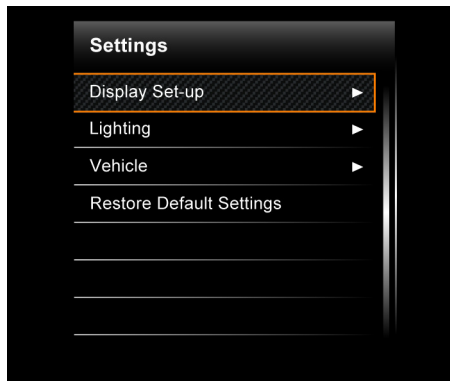 Settings
Display Set-up
Lighting
Vehicle
Restore Default Settings